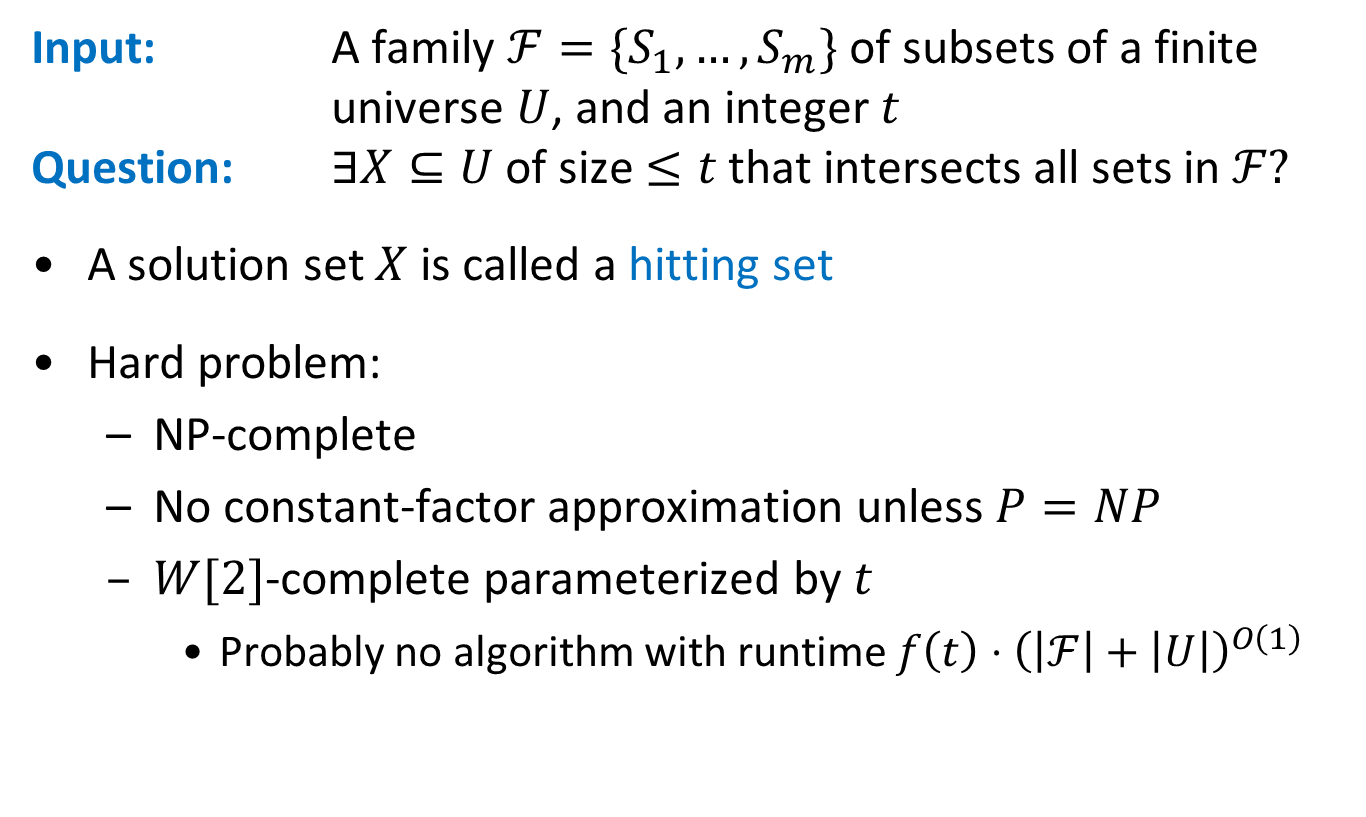 Input: A family ℱ = {S₁, … , Sₘ} of subsets of a finite
universe U, and an integer t
Question: ∃X ⊆ U of size ≤ t that intersects all sets in ℱ?
• A solution set X is called a hitting set
• Hard problem:
– NP-complete
– No constant-factor approximation unless P = NP
– W[2]-complete parameterized by t
• Probably no algorithm with runtime f(t) ⋅ (|ℱ| + |U|)^O(1)